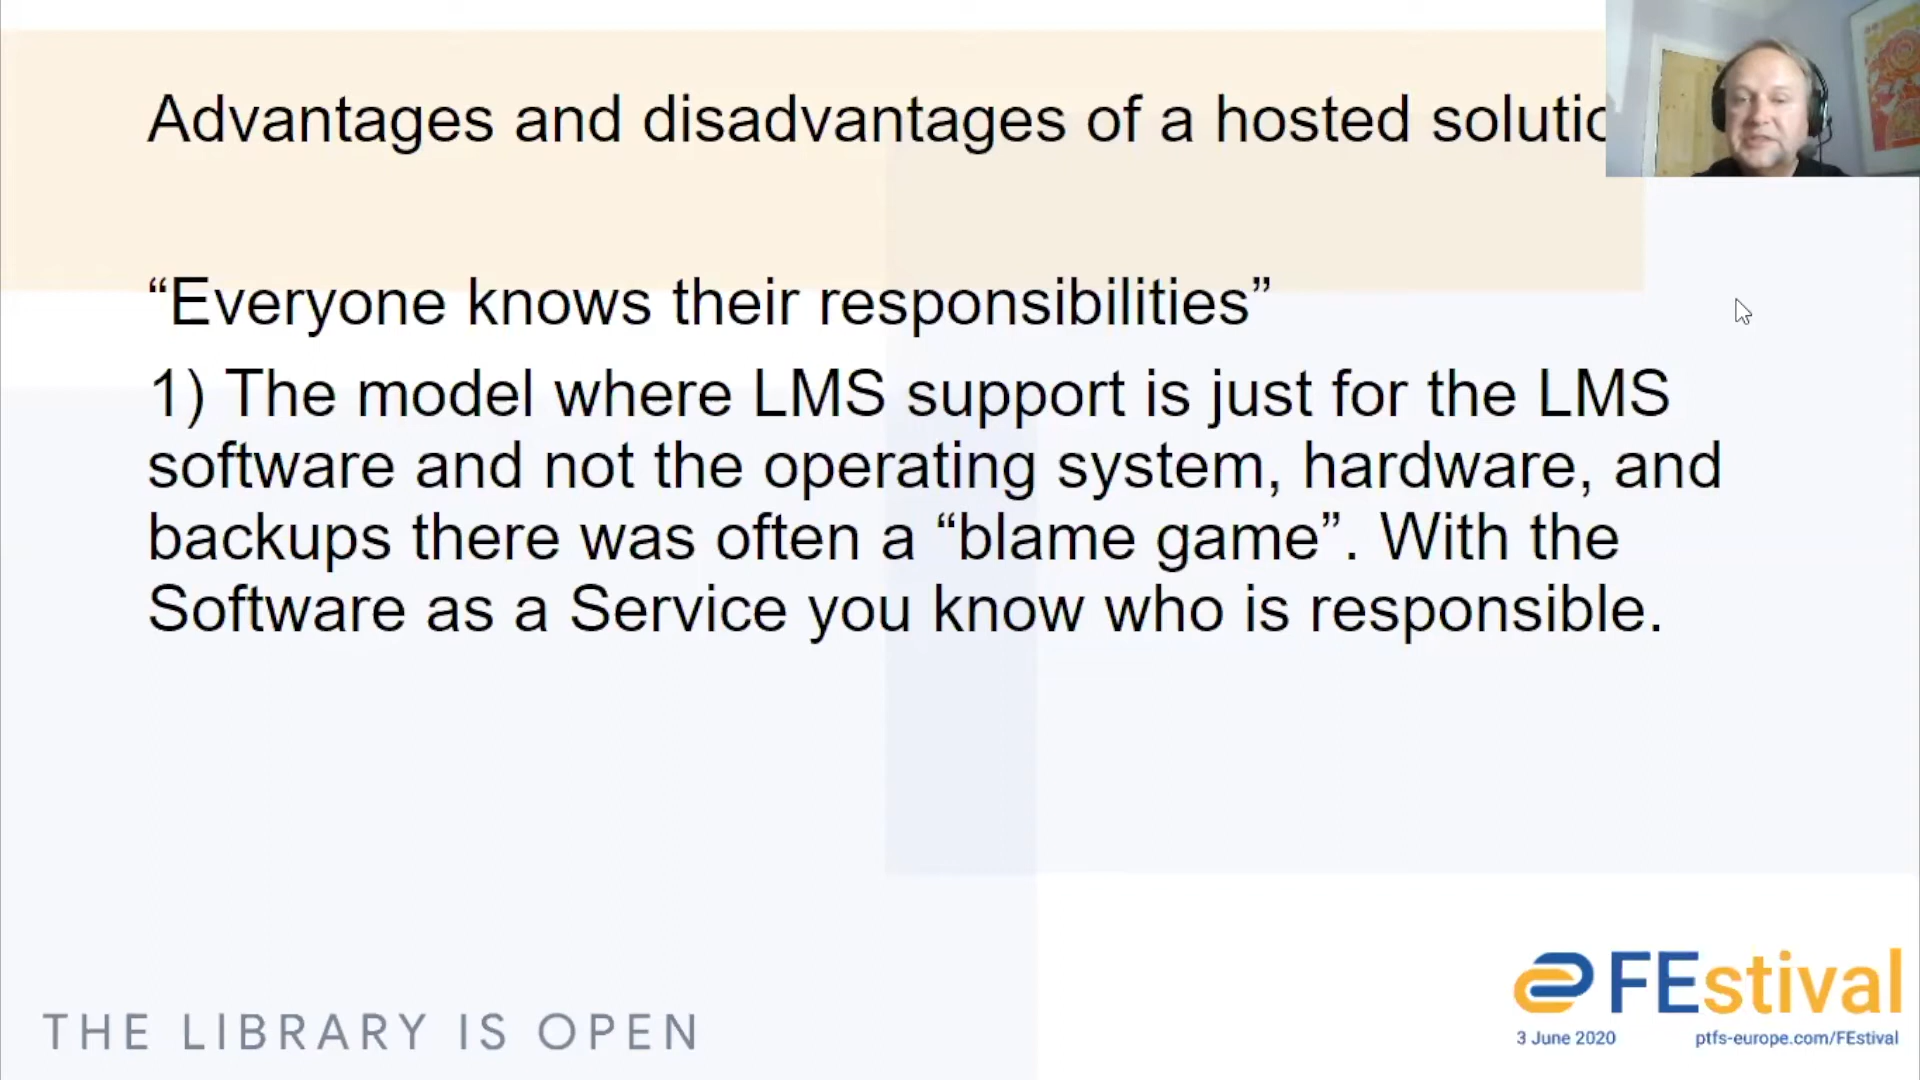 Advantages and disadvantages of a hosted
“Everyone knows their responsibilities”
1) The model where LMS support is just for the LMS
software and not the operating system, hardware, and
backups there was often a “blame game”. With the
Software as a Service you know who is responsible.
THE LIBRARY IS OPEN
FEstival
3 June 2020
ptfs-europe.com/FEstival